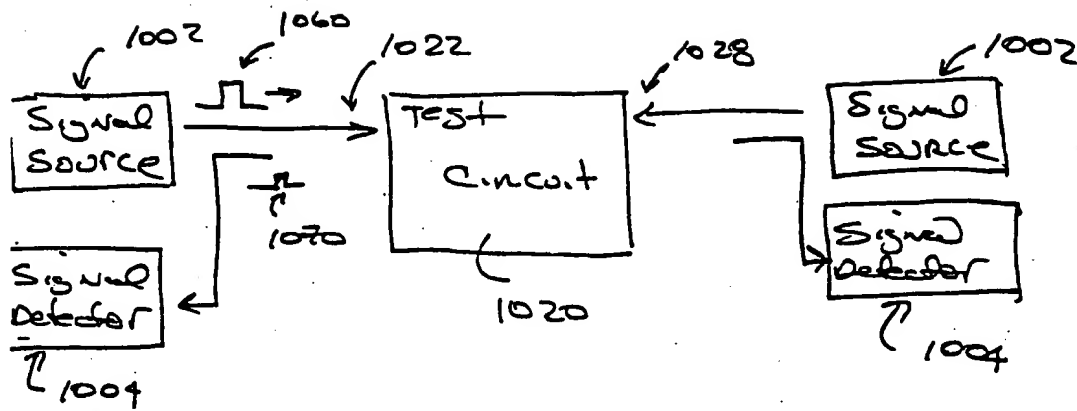 1002
1060
1022
1028
1002
Signal
Source
Test
Circuit
Signal
Source
1070
Signal
Detector
Signal
Detector
1020
1004
1004